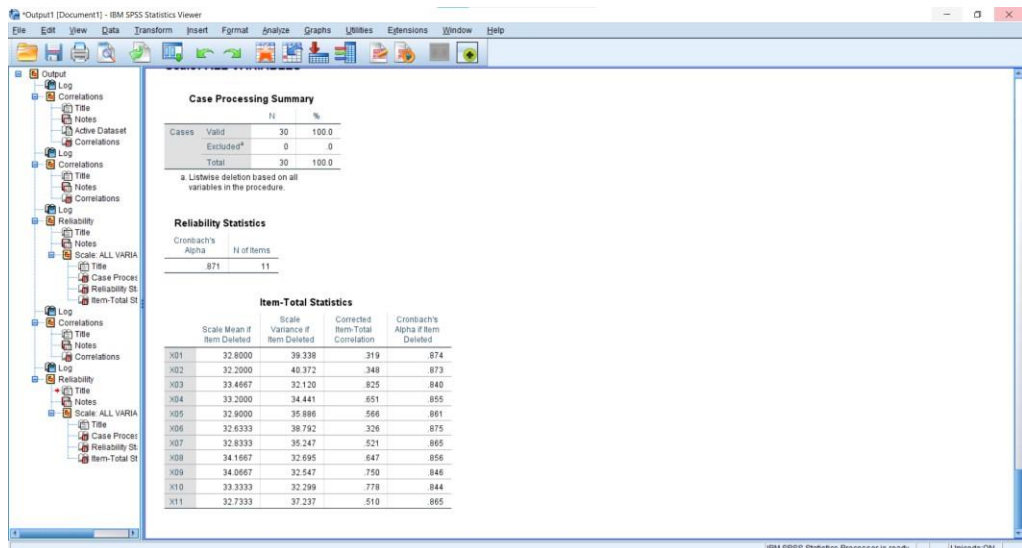 *Output1 [Document1] - IBM SPSS Statistics Viewer
File Edit View Data Transform Insert Format Analyze Graphs Utilities Extensions Window Help
Output
Log
Correlations
Title
Notes
Active Dataset
Correlations
Log
Correlations
Title
Notes
Correlations
Log
Reliability
Title
Notes
Scale: ALL VARIA
Title
Case Proces
Reliability St
Item-Total St
Log
Correlations
Title
Notes
Correlations
Log
Reliability
Title
Notes
Scale: ALL VARIA
Title
Case Proces
Reliability St
Item-Total St
Case Processing Summary
N %
Cases Valid 30 100.0
Excludedª 0 .0
Total 30 100.0
a. Listwise deletion based on all
variables in the procedure.
Reliability Statistics
Cronbach's
Alpha N of Items
.871 11
Item-Total Statistics
Scale Mean if Item Deleted Scale Variance if Item Deleted Corrected Item-Total Correlation Cronbach's Alpha if Item Deleted
X01 32.8000 39.338 .319 .874
X02 32.2000 40.372 .348 .873
X03 33.4667 32.120 .825 .840
X04 33.2000 34.441 .651 .855
X05 32.9000 35.886 .566 .861
X06 32.6333 38.792 .326 .875
X07 32.8333 35.247 .521 .865
X08 34.1667 32.695 .647 .856
X09 34.0667 32.547 .750 .846
X10 33.3333 32.299 .778 .844
X11 32.7333 37.237 .510 .865
IBM SPSS Statistics Processor is ready Unicode:ON